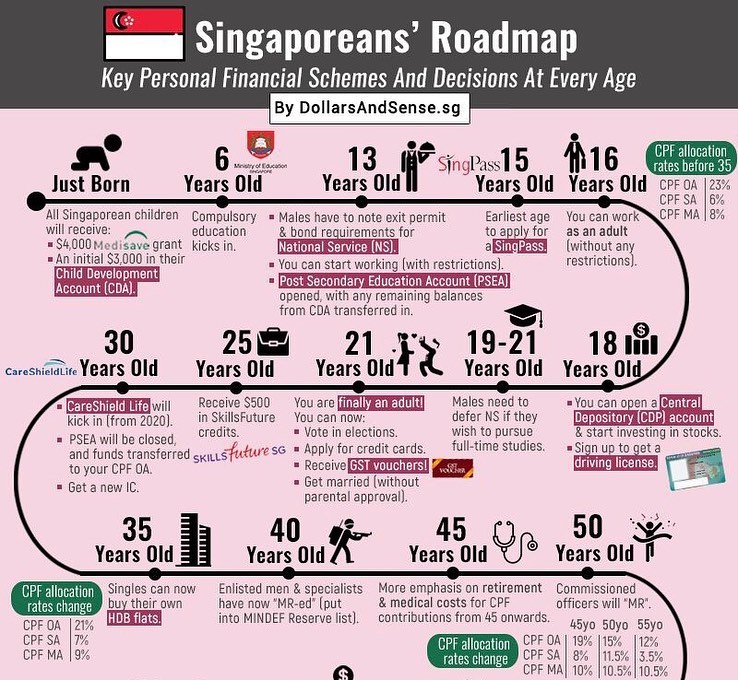 Singaporeans' Roadmap
Key Personal Financial Schemes And Decisions At Every Age
By DollarsAndSense.sg
Just Born
All Singaporean children
will receive:
▪ $4,000 Medisave grant
▪ An initial $3,000 in their
Child Development
Account (CDA).
6
Years Old
Ministry of Education
SINGAPORE
Compulsory
education
kicks in.
13
Years Old
▪ Males have to note exit permit
& bond requirements for
National Service (NS).
▪ You can start working (with restrictions).
▪ Post Secondary Education Account (PSEA)
opened, with any remaining balances
from CDA transferred in.
SingPass
15
Years Old
Earliest age
to apply for
a SingPass.
16
Years Old
You can work
as an adult
(without any
restrictions).
CPF allocation
rates before 35
CPF OA 23%
CPF SA 6%
CPF MA 8%
CareShieldLife
30
Years Old
▪ CareShield Life will
kick in (from 2020).
▪ PSEA will be closed,
and funds transferred
to your CPF OA.
▪ Get a new IC.
25
Years Old
Receive $500
in SkillsFuture
credits.
SKILLSfuture SG
21
Years Old
You are finally an adult!
You can now:
▪ Vote in elections.
▪ Apply for credit cards.
▪ Receive GST vouchers!
GST
VOUCHER
▪ Get married (without
parental approval).
19-21
Years Old
Males need to
defer NS if they
wish to pursue
full-time studies.
18
Years Old
▪ You can open a Central
Depository (CDP) account
& start investing in stocks.
▪ Sign up to get a
driving license.
35
Years Old
Singles can now
buy their own
HDB flats.
CPF allocation
rates change
CPF OA 21%
CPF SA 7%
CPF MA 9%
40
Years Old
Enlisted men & specialists
have now "MR-ed" (put
into MINDEF Reserve list).
45
Years Old
More emphasis on retirement
& medical costs for CPF
contributions from 45 onwards.
50
Years Old
Commissioned
officers will "MR".
CPF allocation
rates change
45yo 50yo 55yo
CPF OA 19% 15% 12%
CPF SA 8% 11.5% 3.5%
CPF MA 10% 10.5% 10.5%